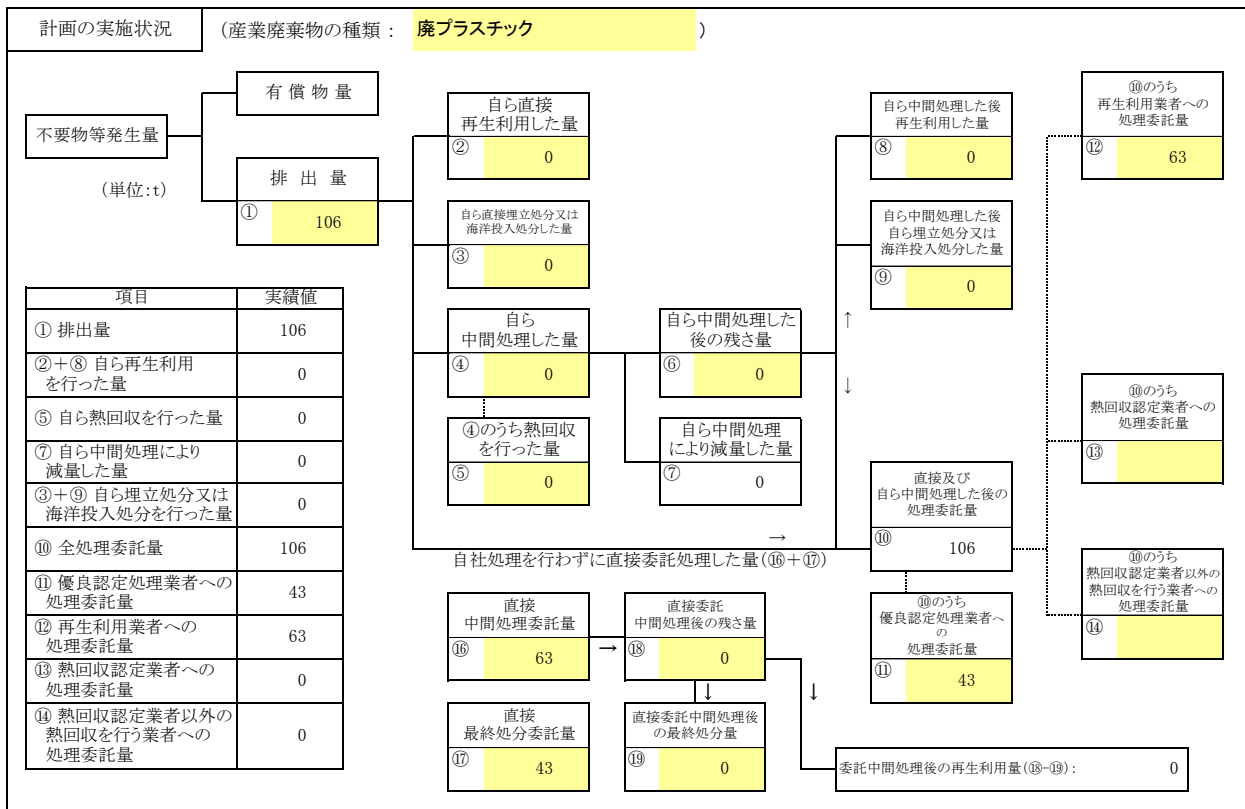 計画の実施状況
(産業廃棄物の種類： 廃プラスチック )
有償物量
不要物等発生量
(単位:t)
排出量
① 106
自ら直接
再生利用した量
② 0
自ら直接埋立処分又は
海洋投入処分した量
③ 0
自ら
中間処理した量
④ 0
④のうち熱回収
を行った量
⑤ 0
自ら中間処理した
後の残さ量
⑥ 0
自ら中間処理
により減量した量
⑦ 0
自ら中間処理した後
再生利用した量
⑧ 0
自ら中間処理した後
自ら埋立処分又は
海洋投入処分した量
⑨ 0
↑
↓
⑩のうち
再生利用業者への
処理委託量
⑫ 63
⑩のうち
熱回収認定業者への
処理委託量
⑬
⑩のうち
熱回収認定業者以外の
熱回収を行う業者への
処理委託量
⑭
直接及び
自ら中間処理した後の
処理委託量
⑩ 106
→
自社処理を行わずに直接委託処理した量(⑯+⑰)
⑩のうち
優良認定処理業者へ
の
処理委託量
⑪ 43
直接
中間処理委託量
⑯ 63
→
直接委託
中間処理後の残さ量
⑱ 0
↓
↓
直接
最終処分委託量
⑰ 43
直接委託中間処理後
の最終処分量
⑲ 0
委託中間処理後の再生利用量(⑱-⑲)： 0
項目 実績値
① 排出量 106
②+⑧ 自ら再生利用
を行った量 0
⑤ 自ら熱回収を行った量 0
⑦ 自ら中間処理により
減量した量 0
③+⑨ 自ら埋立処分又は
海洋投入処分を行った量 0
⑩ 全処理委託量 106
⑪ 優良認定処理業者への
処理委託量 43
⑫ 再生利用業者への
処理委託量 63
⑬ 熱回収認定業者への
処理委託量 0
⑭ 熱回収認定業者以外の
熱回収を行う業者への
処理委託量 0